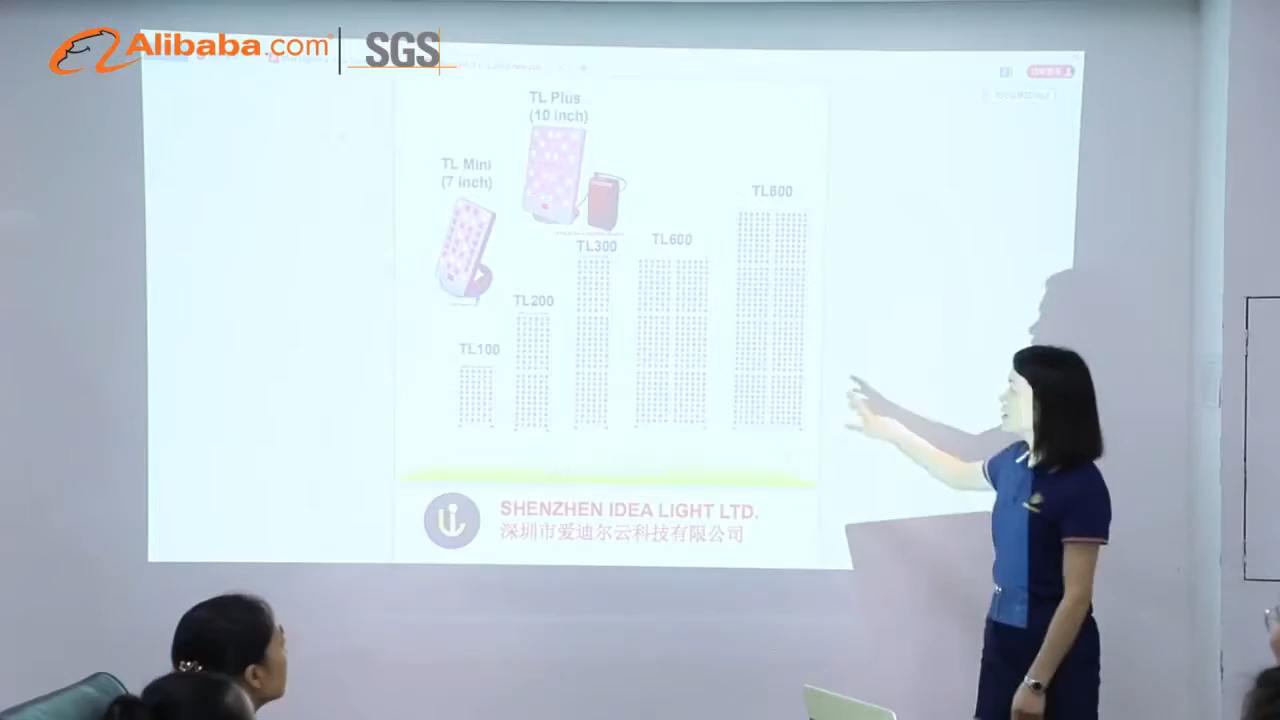 Alibaba.com
SGS
TL Plus
(10 inch)
TL Mini
(7 inch)
TL800
TL600
TL300
TL200
TL100
SHENZHEN IDEA LIGHT LTD.
深圳市爱迪尔云科技有限公司